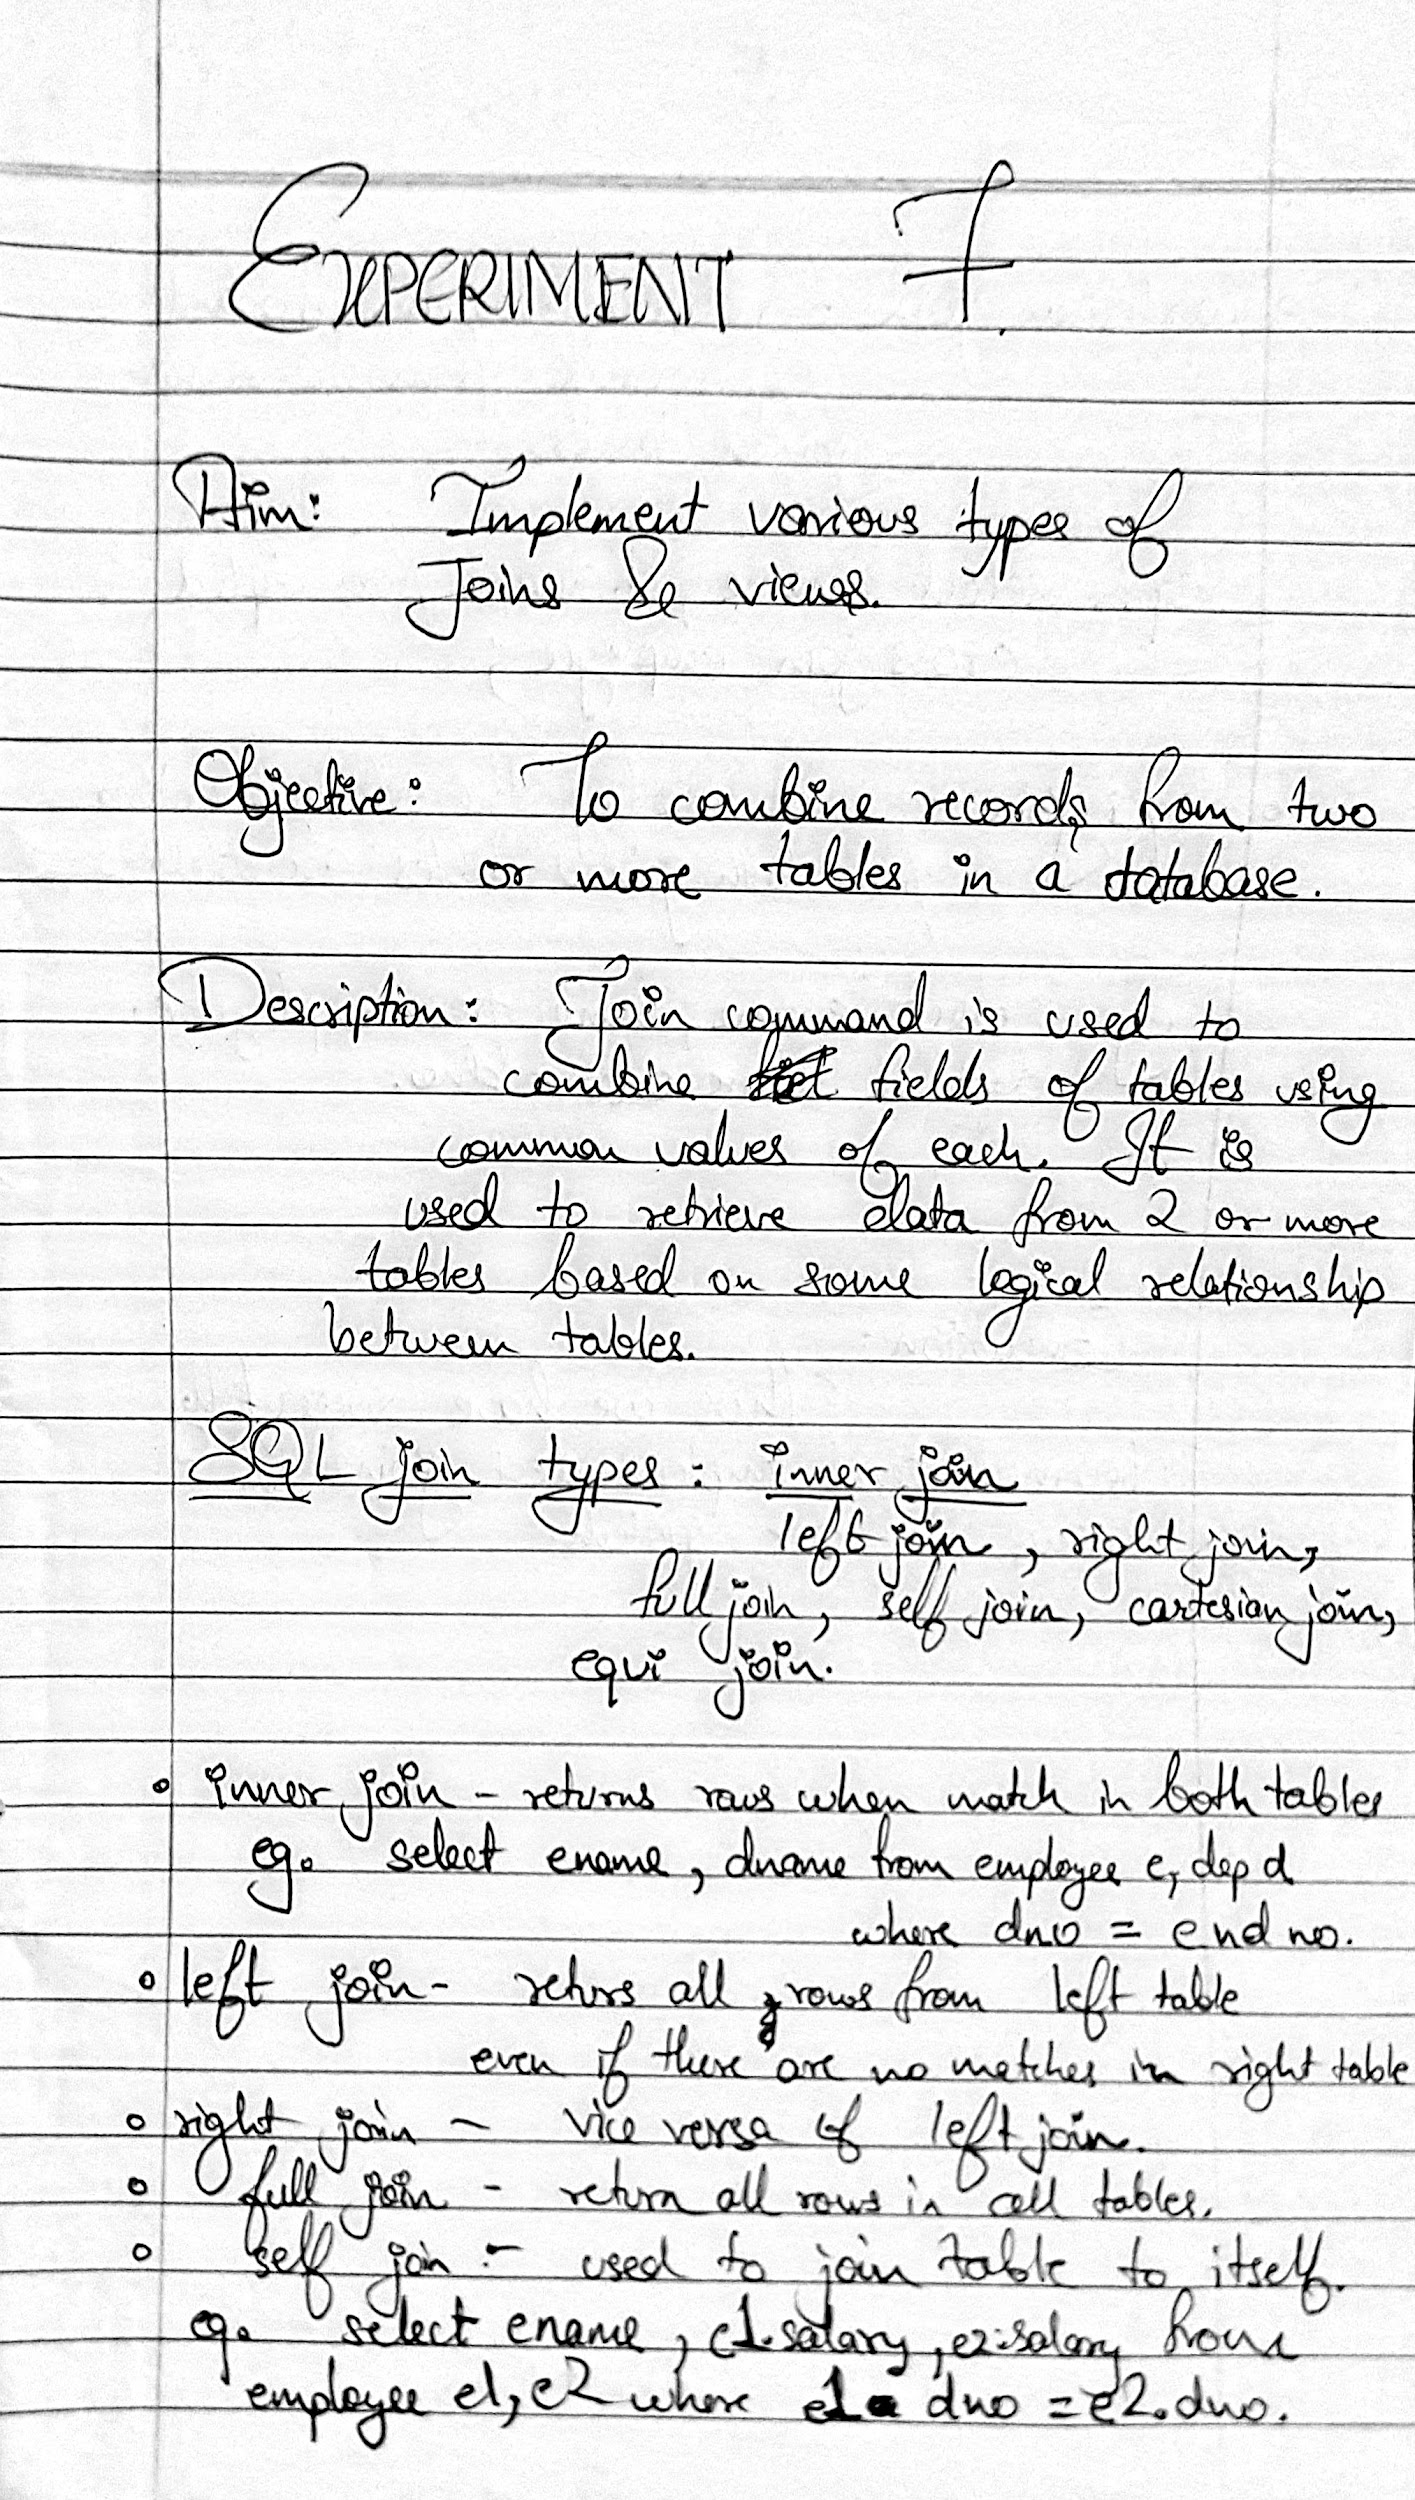 EXPERIMENT 7.
Aim: Implement various types of
Joins & views.
Objective: To combine records from two
or more tables in a database.
Description: Join command is used to
combine fields of tables using
common values of each. It is
used to retrieve data from 2 or more
tables based on some logical relationship
between tables.
SQL join types: inner join
left join, right join,
full join, self join, cartesian join,
equi join.
• inner join - returns rows when match in both tables
eg. select ename, dname from employee e, dep d
where dno = endno.
• left join - returs all rows from left table
even if there are no matches in right table
• right join - vice versa of left join.
• full join - return all rows in all tables.
• self join :- used to join table to itself.
eg. select ename, e1.salary, e2.salary from
employee e1, e2 where e1. dno = e2.dno.